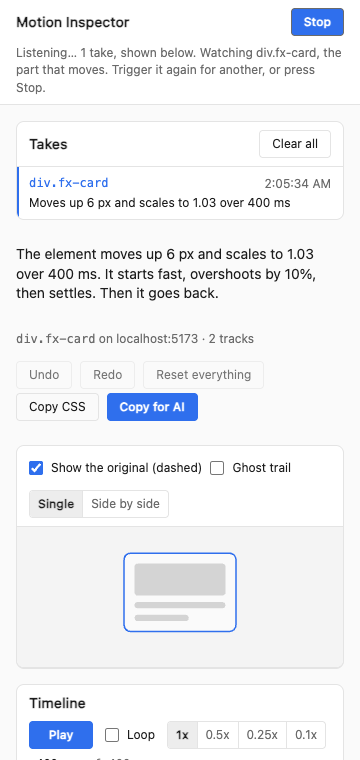 Motion Inspector
Stop
Listening... 1 take, shown below. Watching div.fx-card, the
part that moves. Trigger it again for another, or press
Stop.
Takes
Clear all
div.fx-card
2:05:34 AM
Moves up 6 px and scales to 1.03 over 400 ms
The element moves up 6 px and scales to 1.03
over 400 ms. It starts fast, overshoots by 10%,
then settles. Then it goes back.
div.fx-card on localhost:5173 · 2 tracks
Undo
Redo
Reset everything
Copy CSS
Copy for AI
Show the original (dashed)
Ghost trail
Single
Side by side
Timeline
Play
Loop
1x
0.5x
0.25x
0.1x